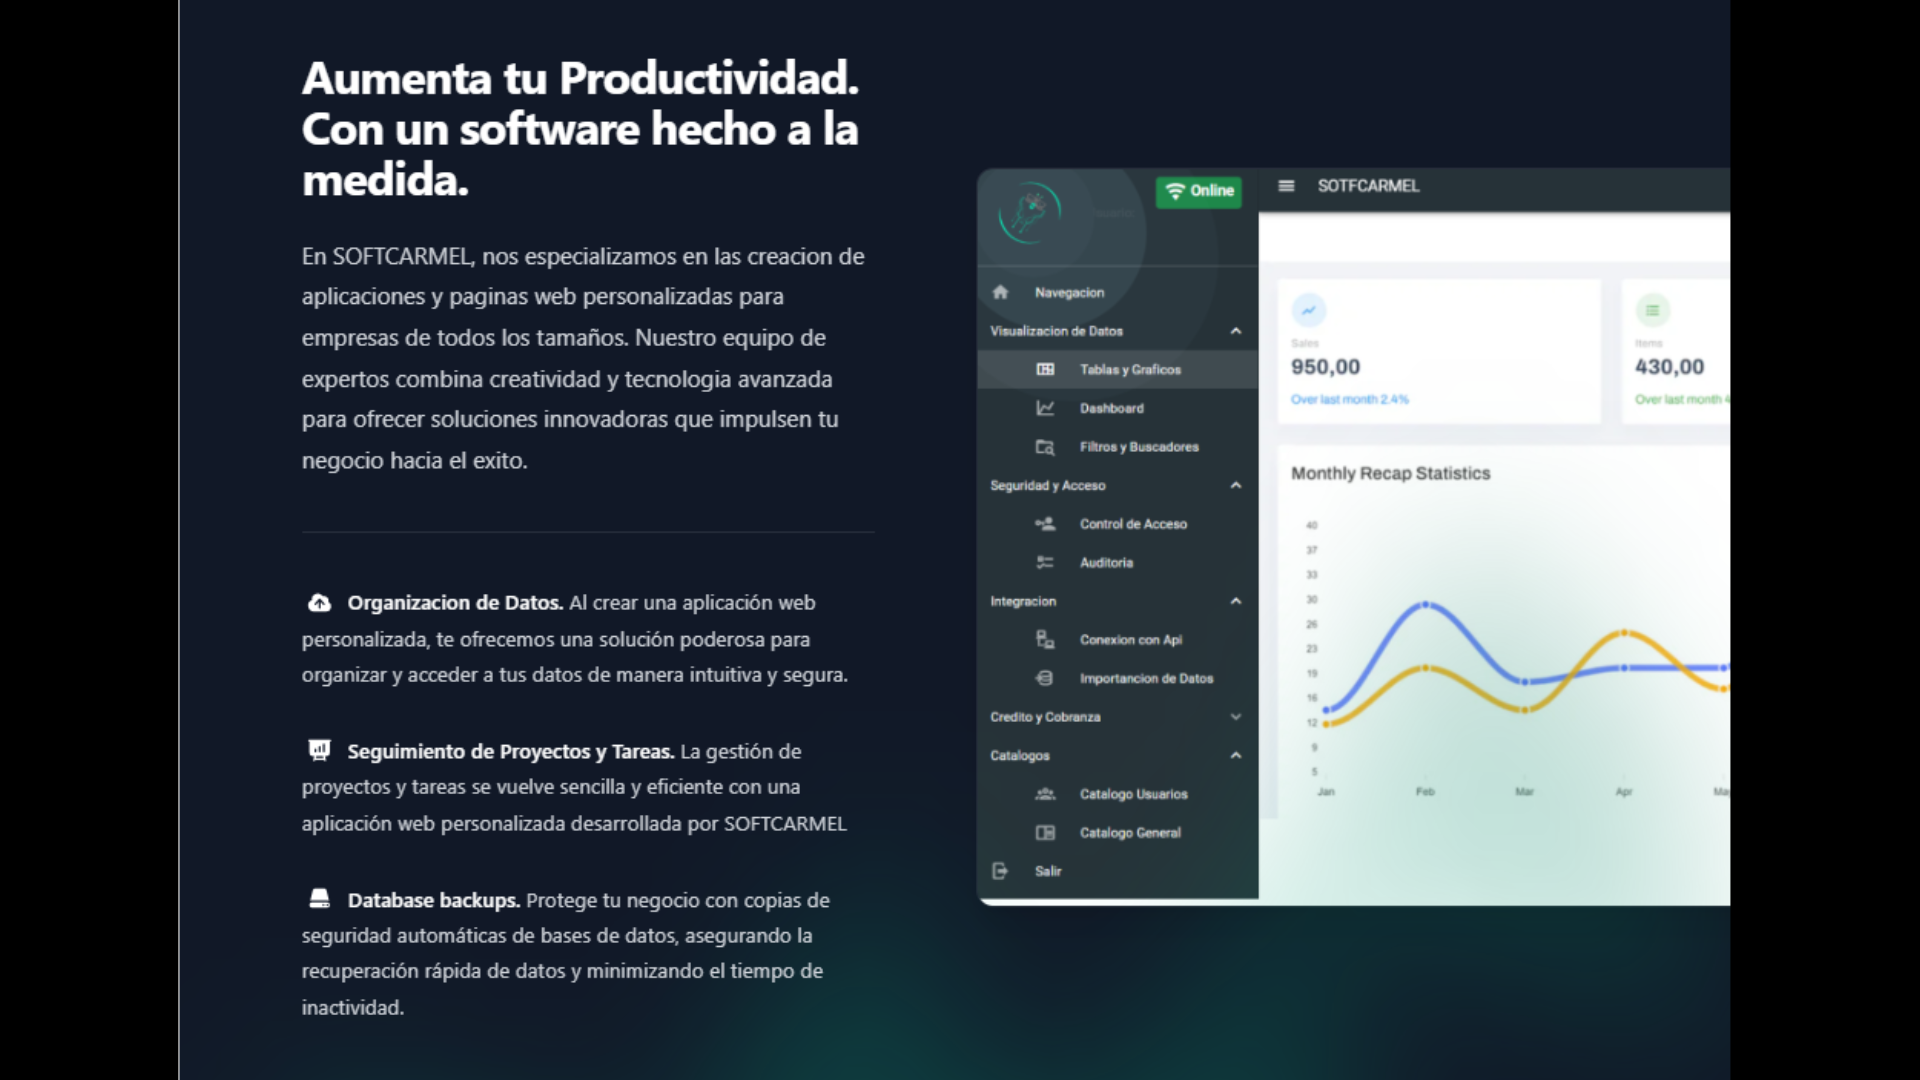 Aumenta tu Productividad.
Con un software hecho a la
medida.
En SOFTCARMEL, nos especializamos en las creacion de
aplicaciones y paginas web personalizadas para
empresas de todos los tamaños. Nuestro equipo de
expertos combina creatividad y tecnologia avanzada
para ofrecer soluciones innovadoras que impulsen tu
negocio hacia el exito.
Organizacion de Datos. Al crear una aplicación web
personalizada, te ofrecemos una solución poderosa para
organizar y acceder a tus datos de manera intuitiva y segura.
Seguimiento de Proyectos y Tareas. La gestión de
proyectos y tareas se vuelve sencilla y eficiente con una
aplicación web personalizada desarrollada por SOFTCARMEL
Database backups. Protege tu negocio con copias de
seguridad automáticas de bases de datos, asegurando la
recuperación rápida de datos y minimizando el tiempo de
inactividad.
Online
Navegacion
Visualizacion de Datos
Tablas y Graficos
Dashboard
Filtros y Buscadores
Seguridad y Acceso
Control de Acceso
Auditoria
Integracion
Conexion con Api
Importancion de Datos
Credito y Cobranza
Catalogos
Catalogo Usuarios
Catalogo General
Salir
SOTFCARMEL
Sales
950,00
Over last month 2.4%
Items
430,00
Over last month 4
Monthly Recap Statistics
40
37
33
30
26
23
19
16
12
9
5
Jan Feb Mar Apr Ma